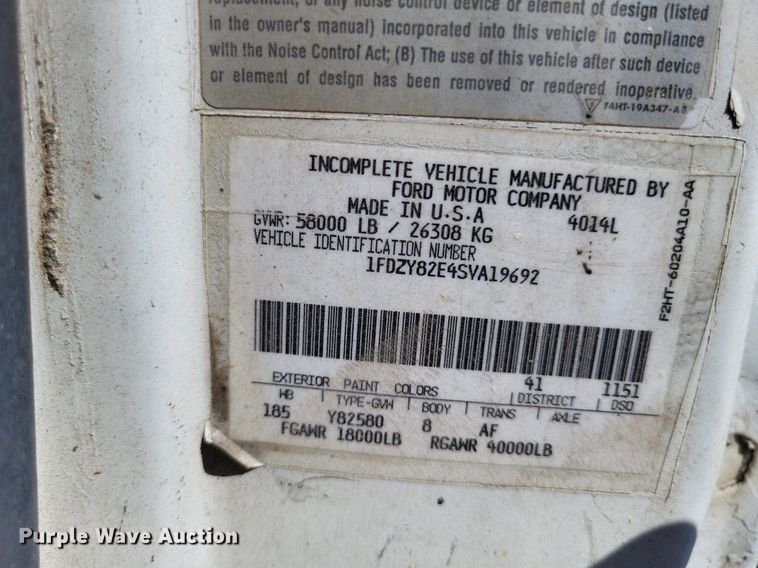 replacement, or any noise control device or element of design (listed
in the owner's manual) incorporated into this vehicle in compliance
with the Noise Control Act; (B) The use of this vehicle after such device
or element of design has been removed or rendered inoperative.
F4HT-19A347-AB
INCOMPLETE VEHICLE MANUFACTURED BY
FORD MOTOR COMPANY
MADE IN U.S.A 4014L
GVWR: 58000 LB / 26308 KG
VEHICLE IDENTIFICATION NUMBER
1FDZY82E4SVA19692
F2HT-60204A10-AA
EXTERIOR PAINT COLORS 41 DISTRICT 1151 DSO
WB TYPE-GVW BODY TRANS AXLE
185 Y82580 8 AF
FGAWR 18000LB RGAWR 40000LB
Purple Wave Auction